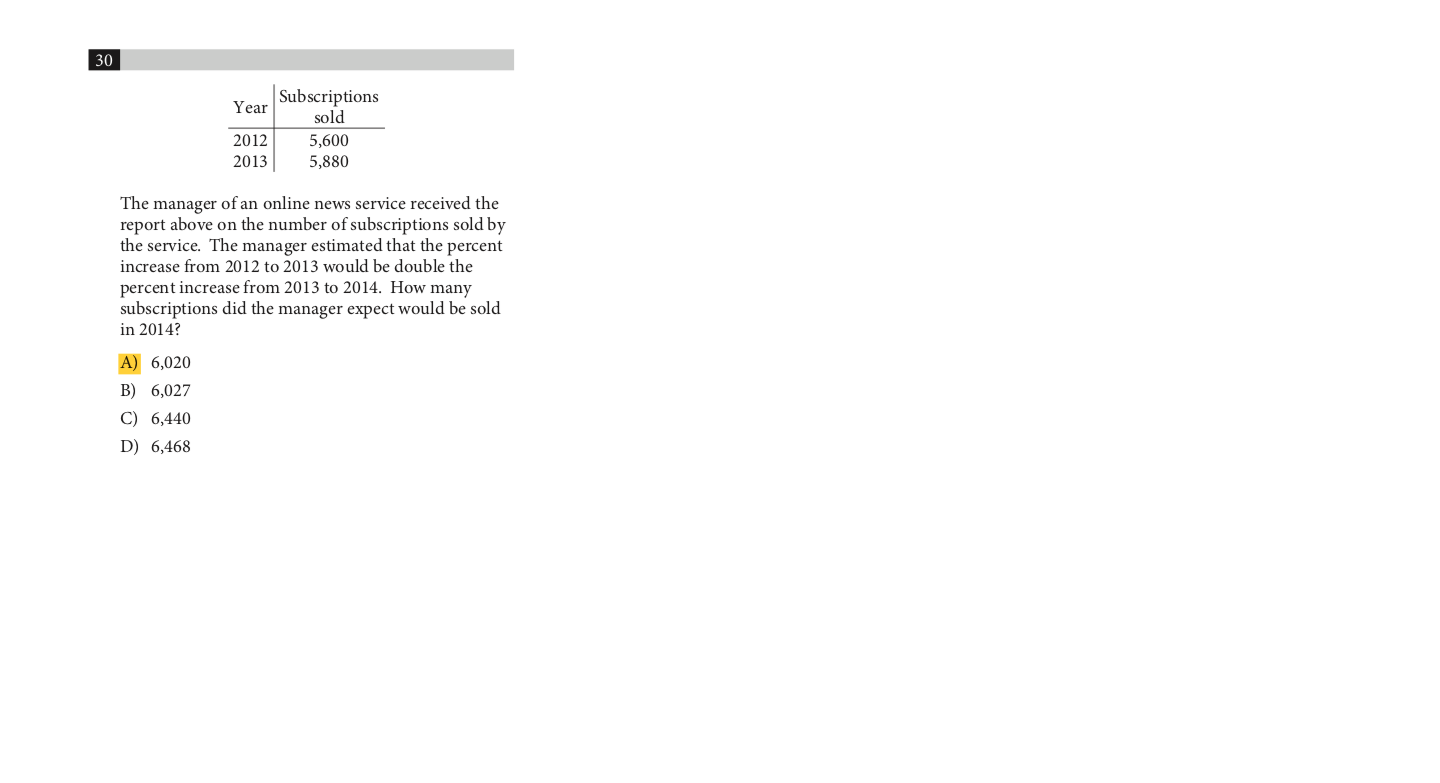 30
Year
Subscriptions
sold
2012 5,600
2013 5,880
The manager of an online news service received the
report above on the number of subscriptions sold by
the service. The manager estimated that the percent
increase from 2012 to 2013 would be double the
percent increase from 2013 to 2014. How many
subscriptions did the manager expect would be sold
in 2014?
A) 6,020
B) 6,027
C) 6,440
D) 6,468